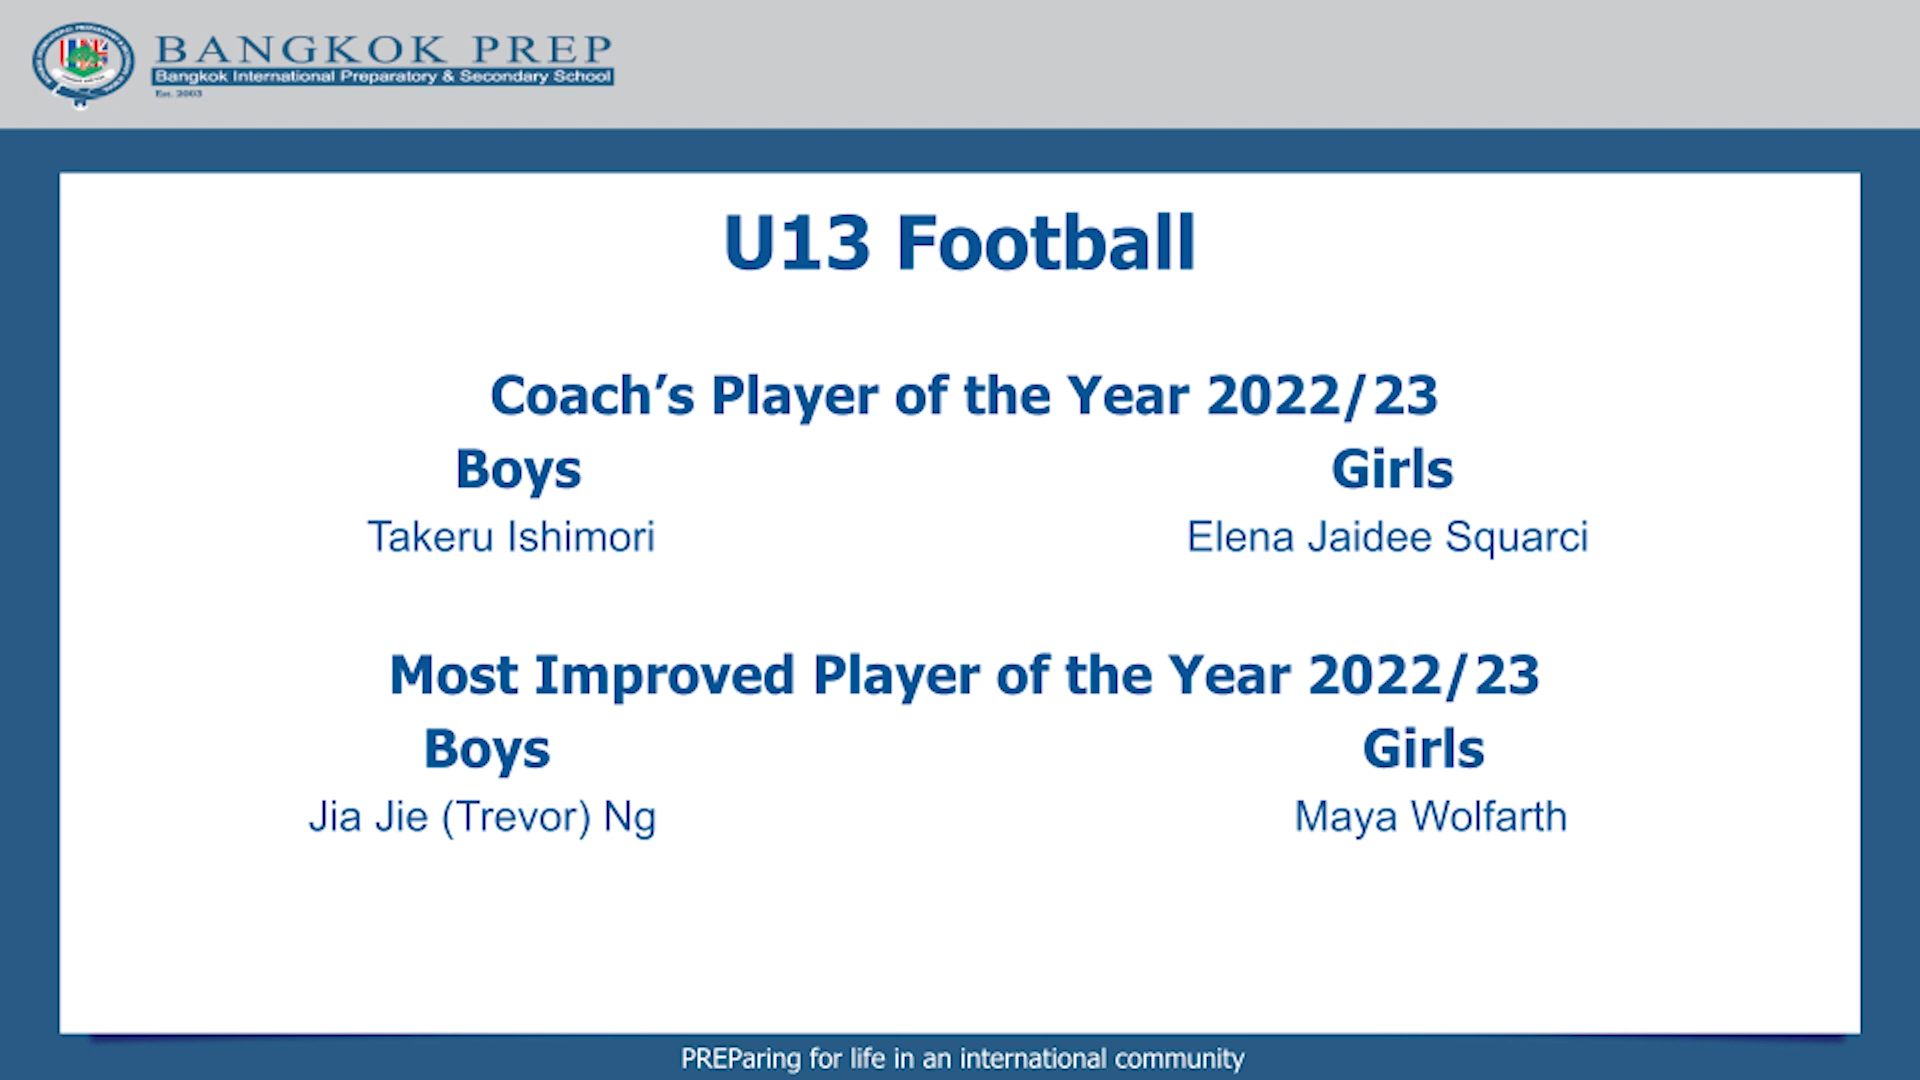 BANGKOK PREP
Bangkok International Preparatory & Secondary School
Est. 2003
U13 Football
Coach’s Player of the Year 2022/23
Boys Girls
Takeru Ishimori Elena Jaidee Squarci
Most Improved Player of the Year 2022/23
Boys Girls
Jia Jie (Trevor) Ng Maya Wolfarth
PREParing for life in an international community